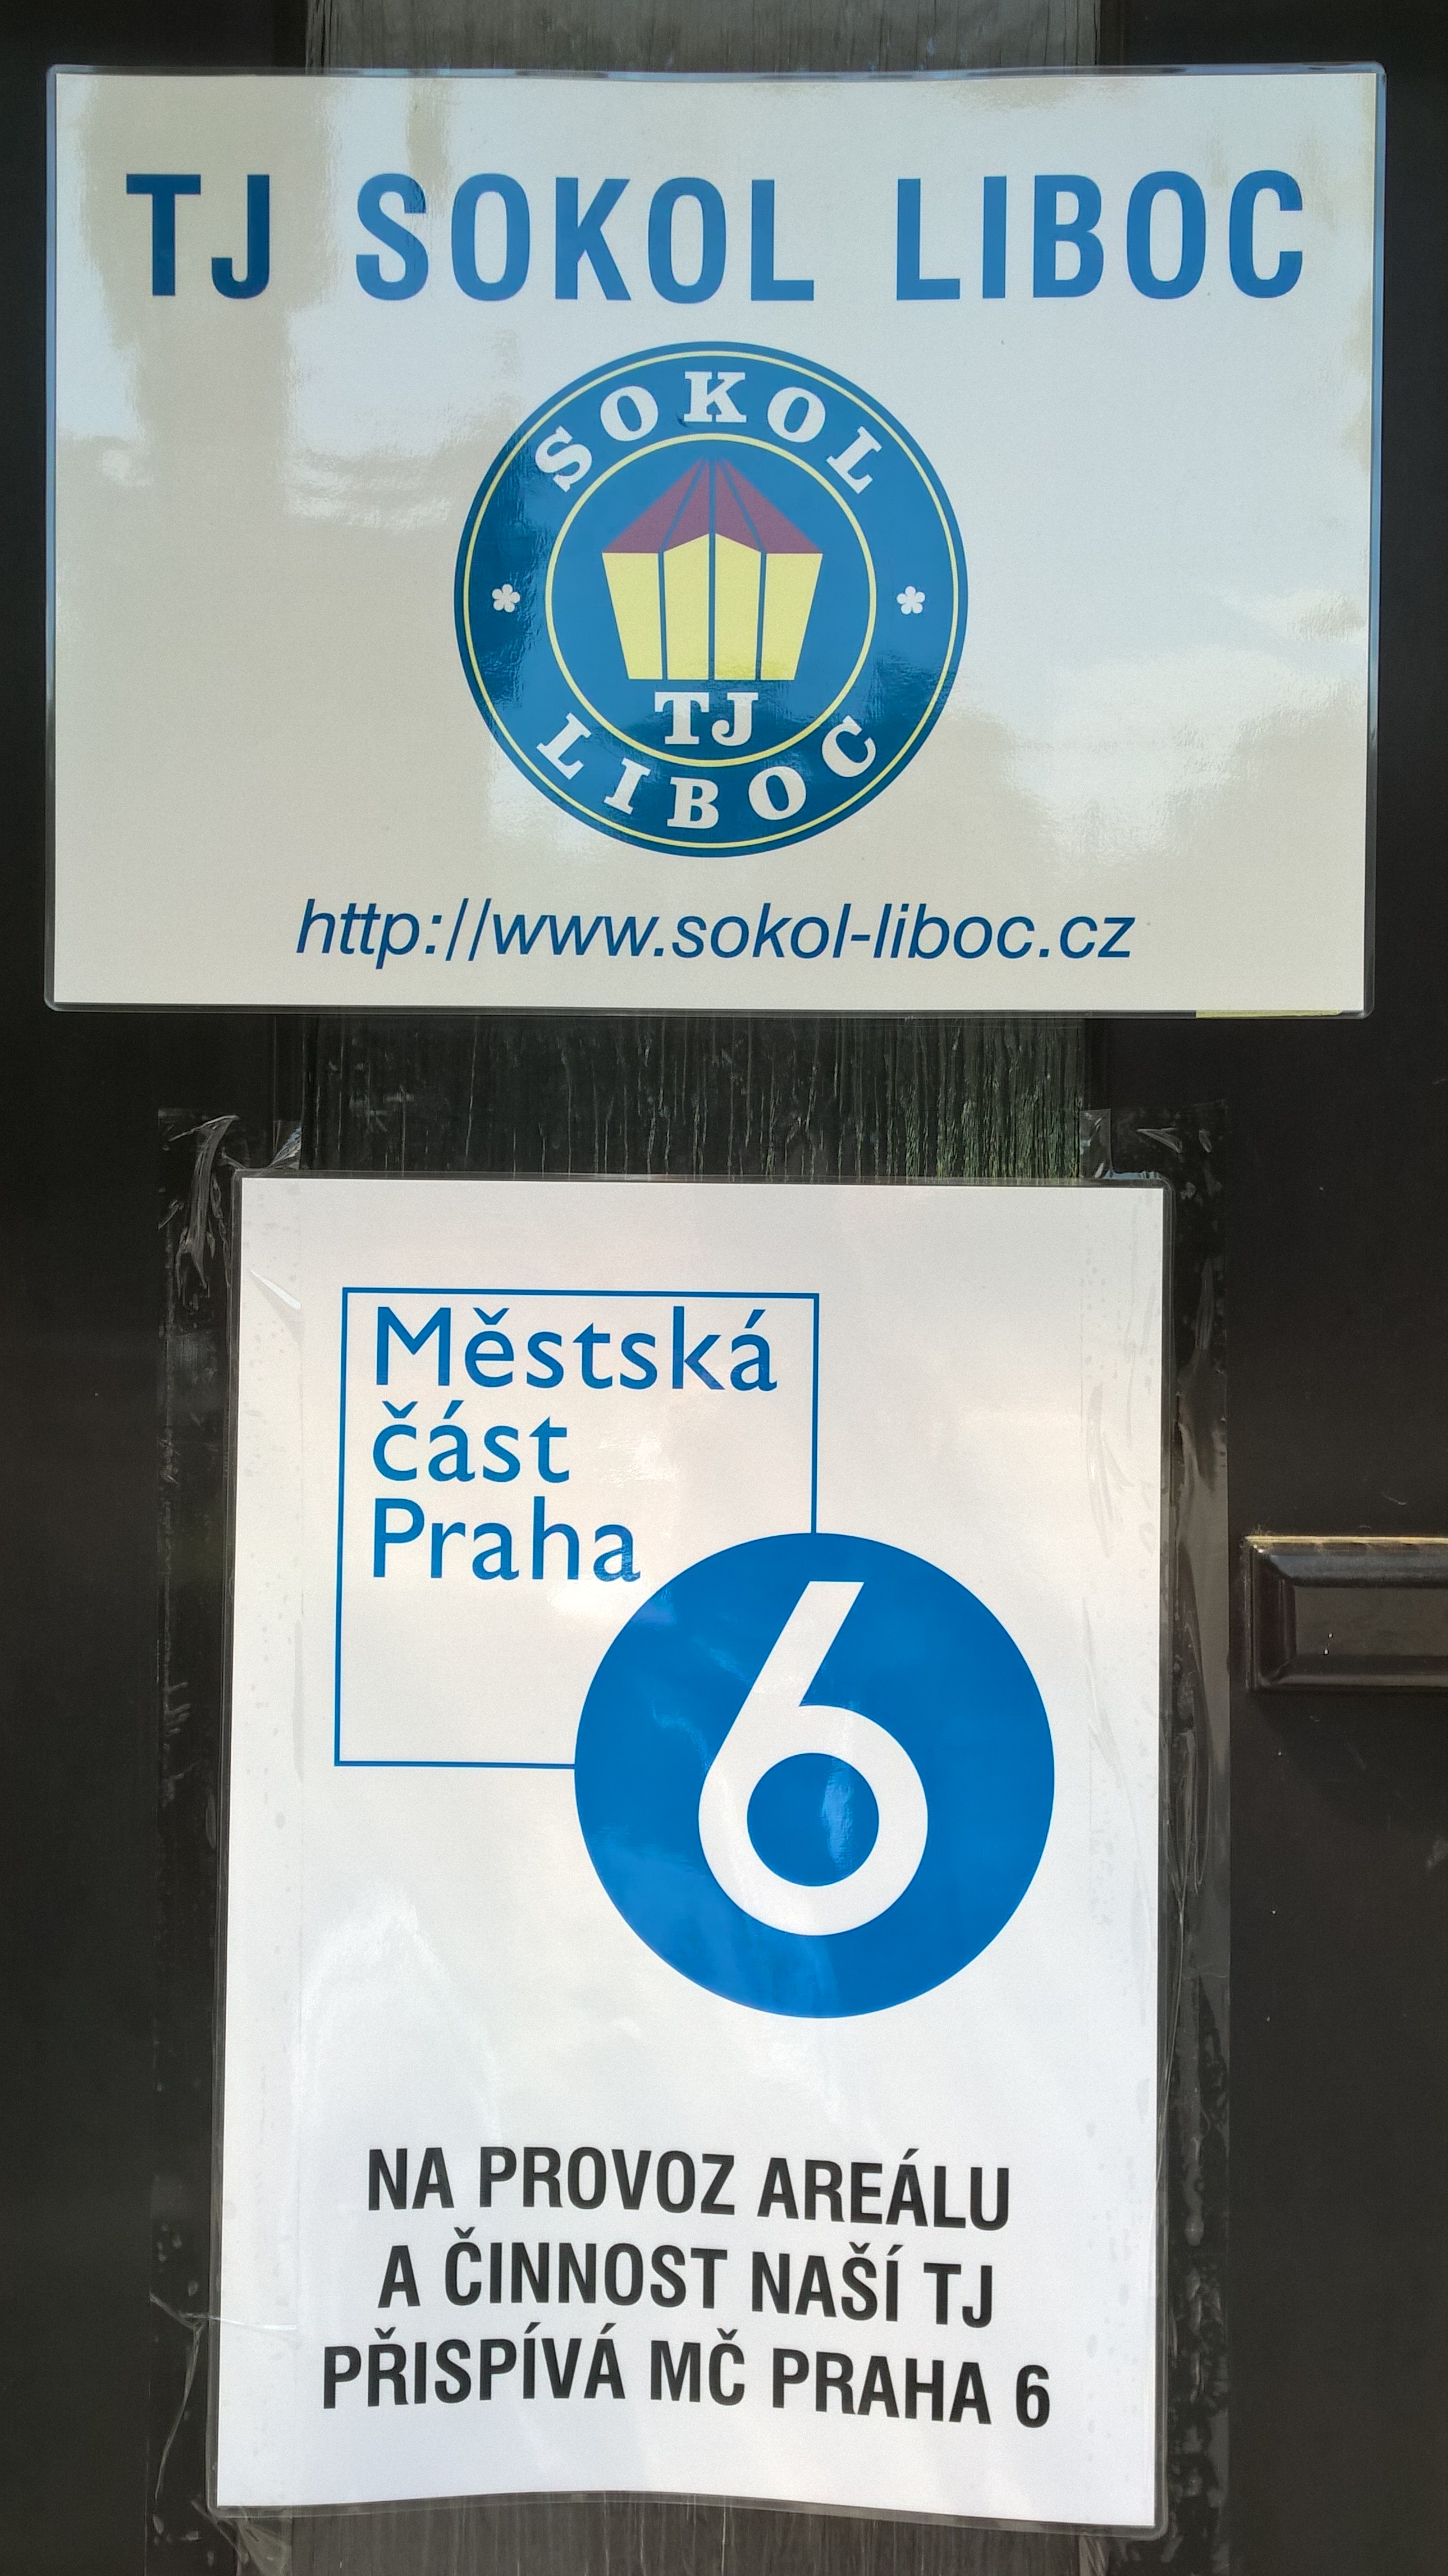 TJ SOKOL LIBOC
SOKOL
TJ
LIBOC
http://www.sokol-liboc.cz
Městská
část
Praha
6
NA PROVOZ AREÁLU
A ČINNOST NAŠÍ TJ
PŘISPÍVÁ MČ PRAHA 6